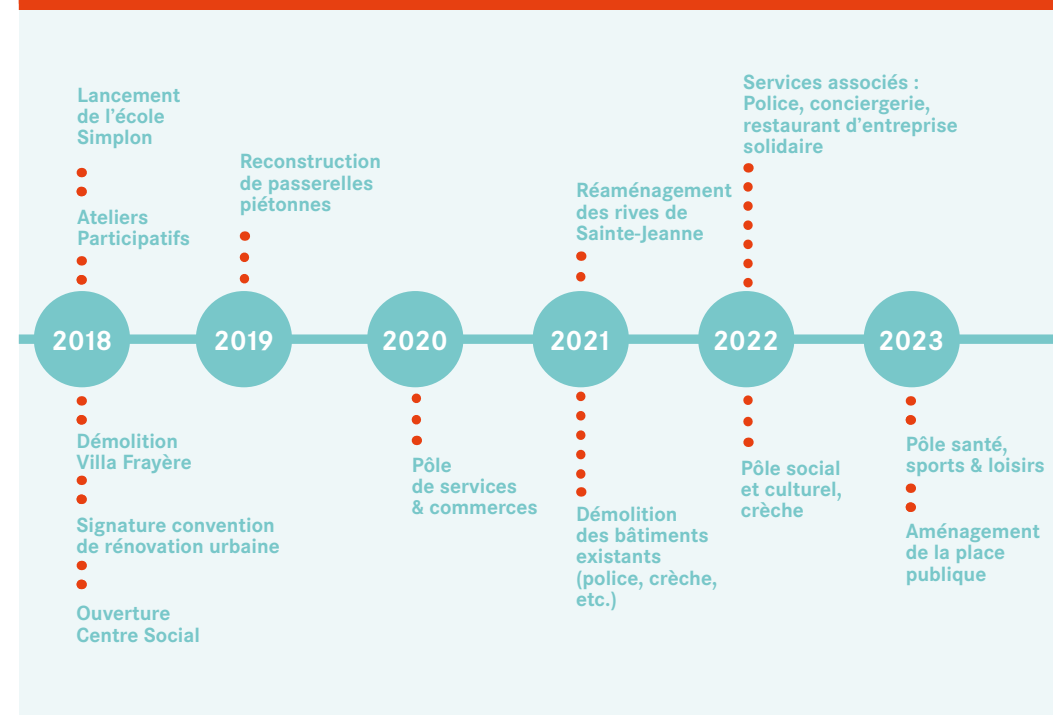 Lancement
de l'école
Simplon
Ateliers
Participatifs
2018
Démolition
Villa Frayère
Signature convention
de rénovation urbaine
Ouverture
Centre Social
Reconstruction
de passerelles
piétonnes
2019
2020
Pôle
de services
& commerces
Réaménagement
des rives de
Sainte-Jeanne
2021
Démolition
des bâtiments
existants
(police, crèche,
etc.)
Services associés :
Police, conciergerie,
restaurant d'entreprise
solidaire
2022
Pôle social
et culturel,
crèche
2023
Pôle santé,
sports & loisirs
Aménagement
de la place
publique